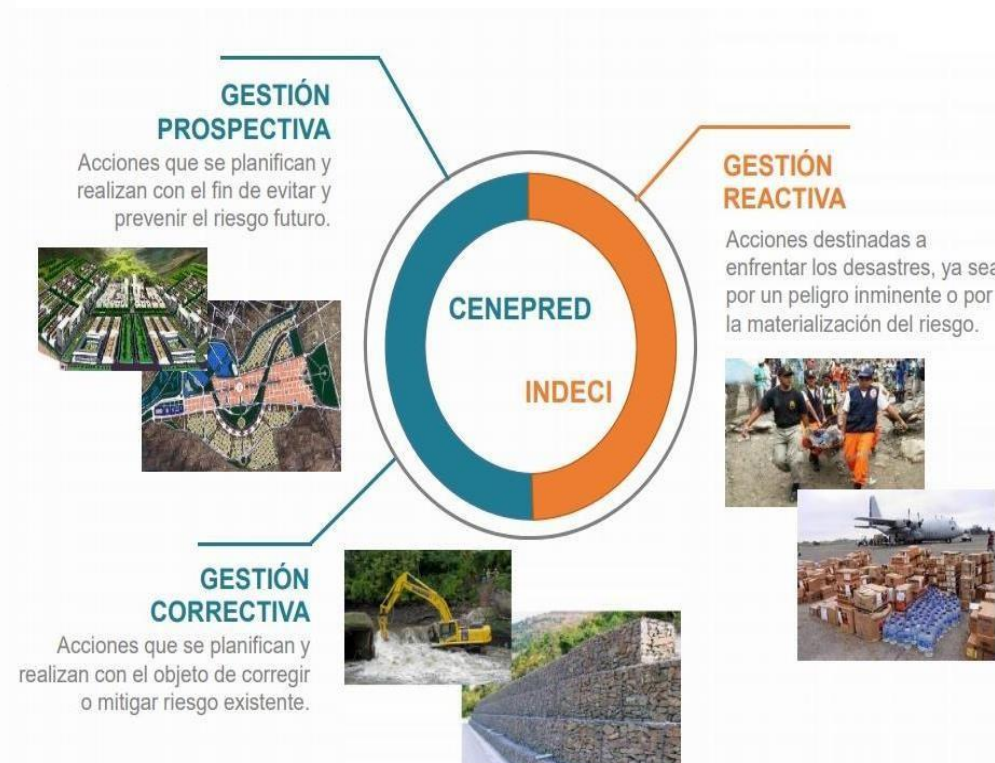 GESTIÓN
PROSPECTIVA
Acciones que se planifican y
realizan con el fin de evitar y
prevenir el riesgo futuro.
GESTIÓN
REACTIVA
Acciones destinadas a
enfrentar los desastres, ya sea
por un peligro inminente o por
la materialización del riesgo.
CENEPRED
INDECI
GESTIÓN
CORRECTIVA
Acciones que se planifican y
realizan con el objeto de corregir
o mitigar riesgo existente.